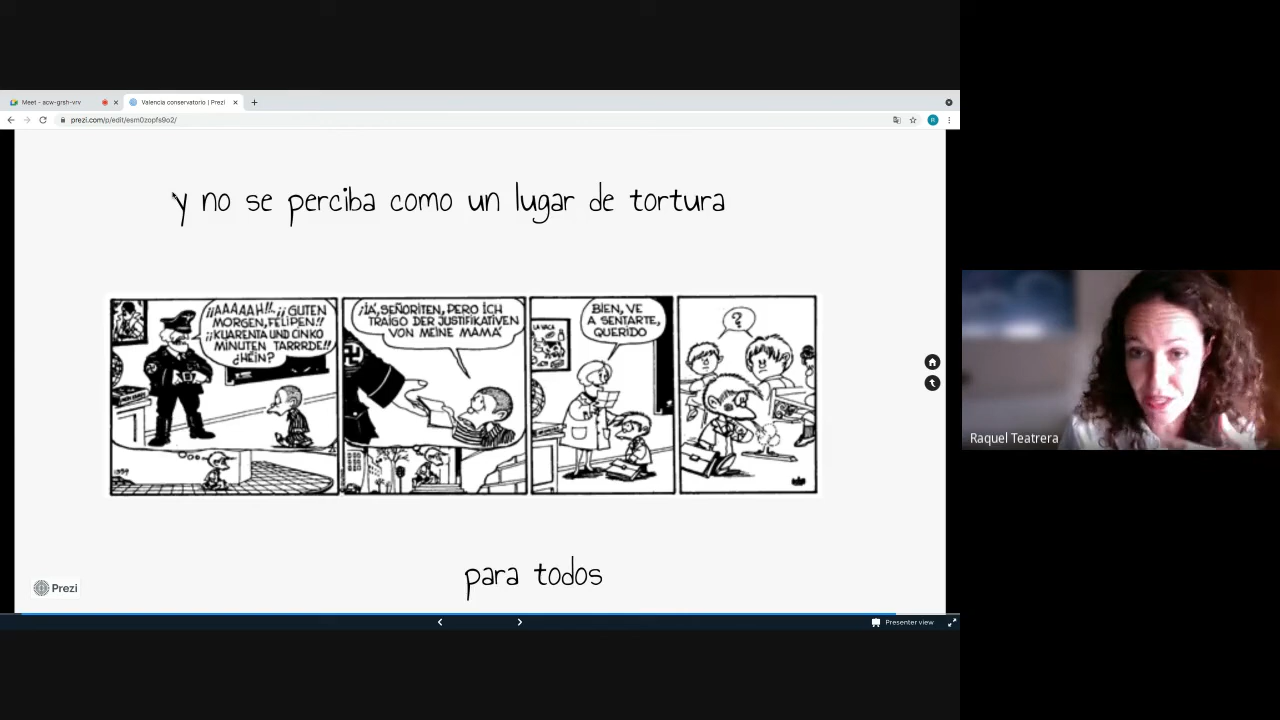 Meet - acw-grsh-vrv
Valencia conservatorio | Prezi
prezi.com/p/edit/esm0zopfs9o2/
R
y no se perciba como un lugar de tortura
¡¡AAAAAH!!..¡¡ GUTEN
MORGEN, FELIPEN!!
¡¡KUARENTA UND CINKO
MINUTEN TARRRDE!!
¿HEIN?
1959
¡IÁ, SEÑORITEN, PERO ICH
TRAIGO DER JUSTIFIKATIVEN
VON MEINE MAMÁ
LA VACA
BIEN, VE
A SENTARTE,
QUERIDO
?
para todos
Prezi
Presenter view
Raquel Teatrera